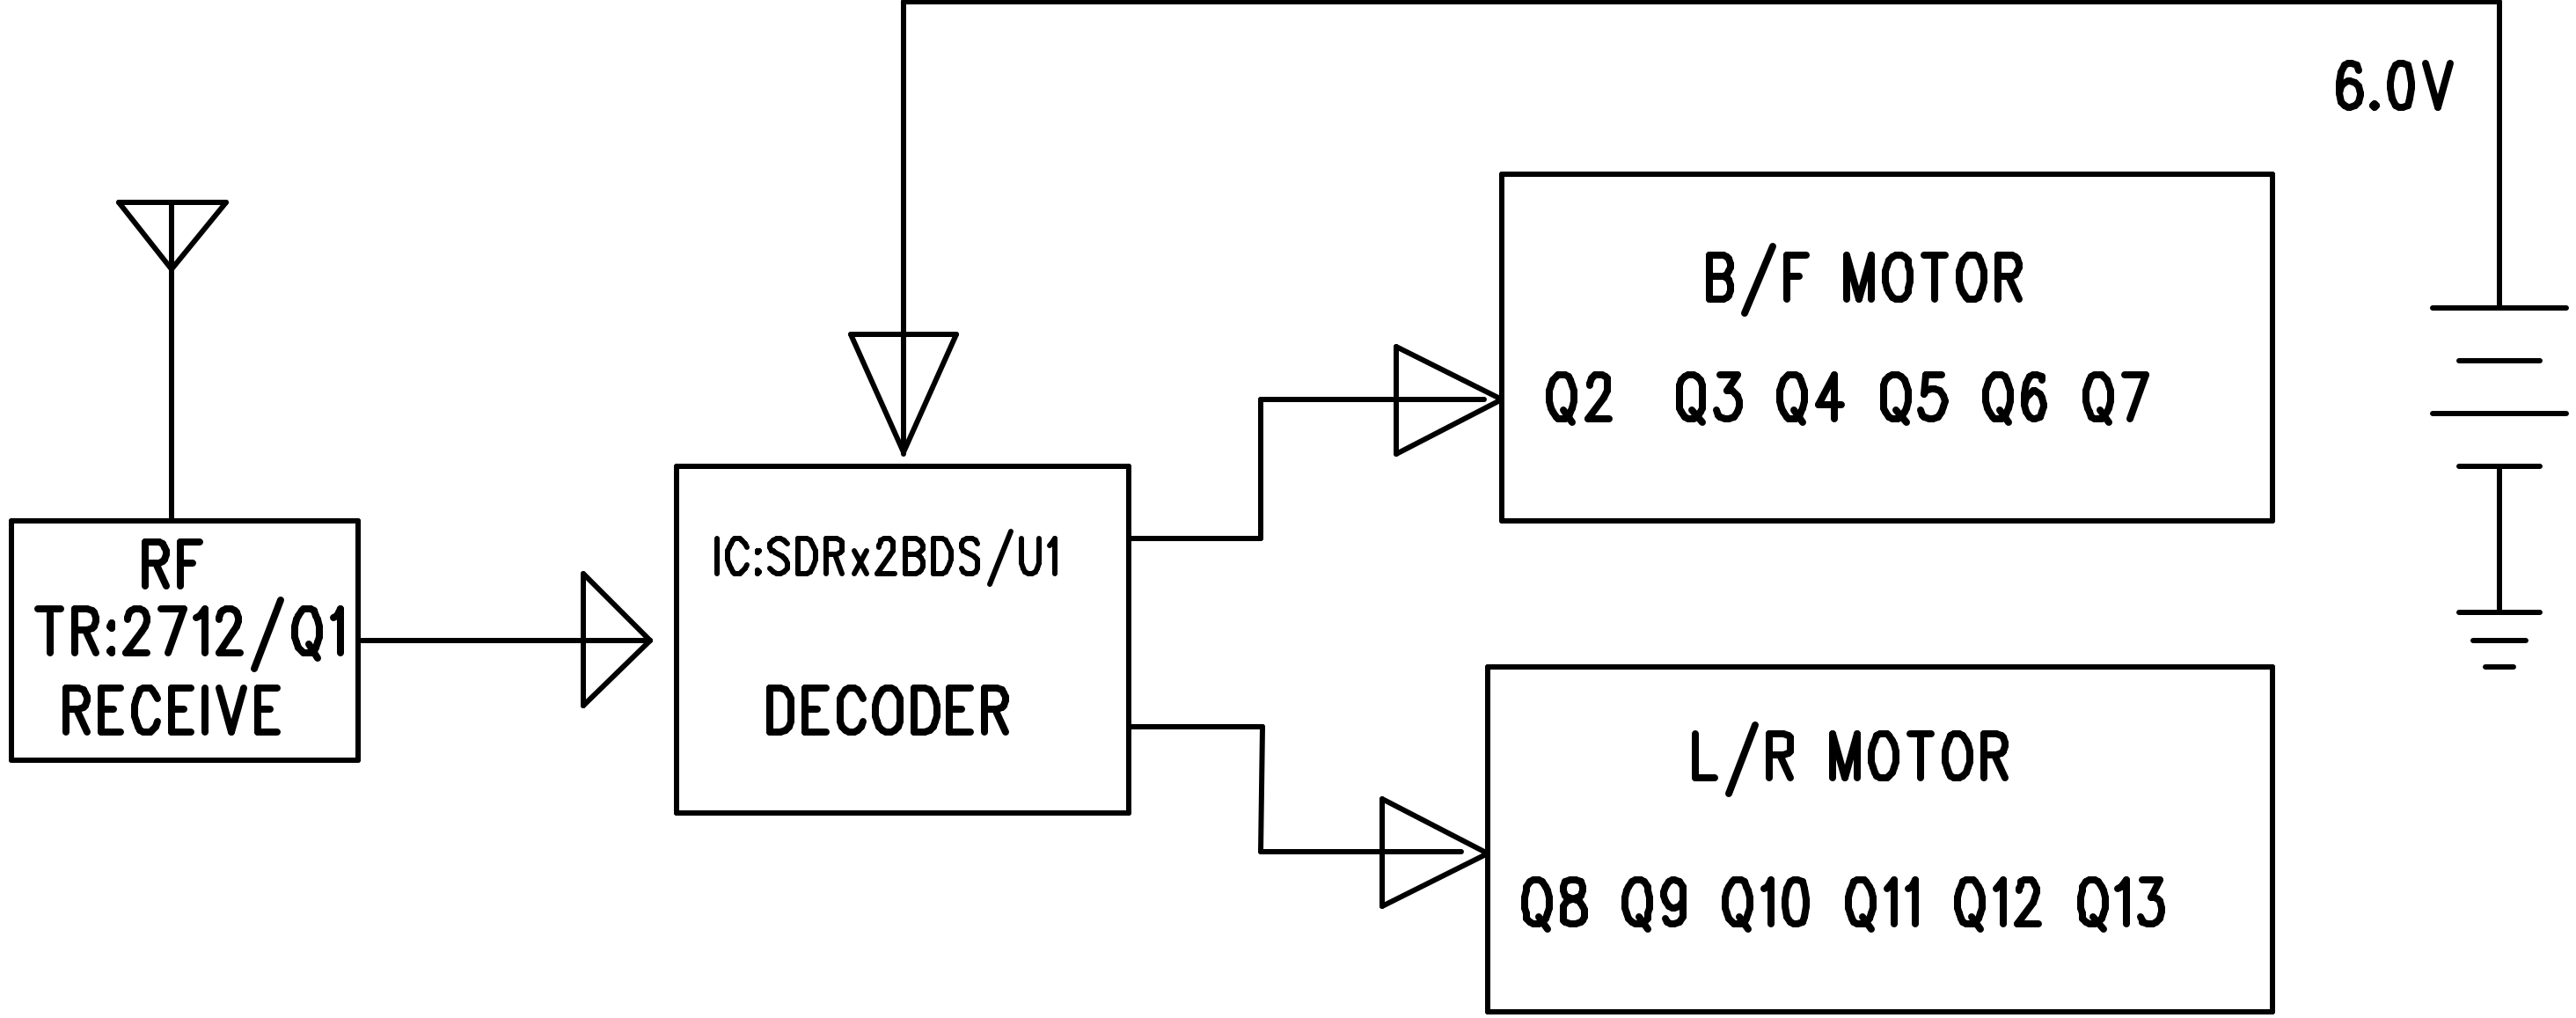 6.0V
B/F MOTOR
Q2 Q3 Q4 Q5 Q6 Q7
RF
TR:2712/Q1
RECEIVE
IC:SDRx2BDS/U1
DECODER
L/R MOTOR
Q8 Q9 Q10 Q11 Q12 Q13